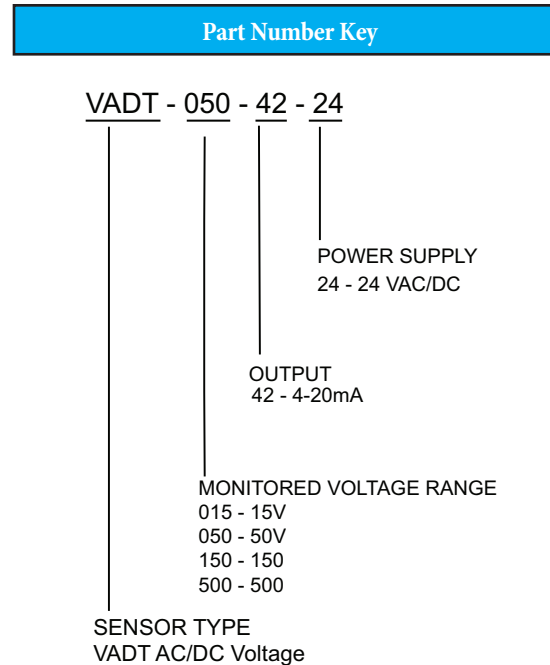 Part Number Key
VADT - 050 - 42 - 24
POWER SUPPLY
24 - 24 VAC/DC
OUTPUT
42 - 4-20mA
MONITORED VOLTAGE RANGE
015 - 15V
050 - 50V
150 - 150
500 - 500
SENSOR TYPE
VADT AC/DC Voltage